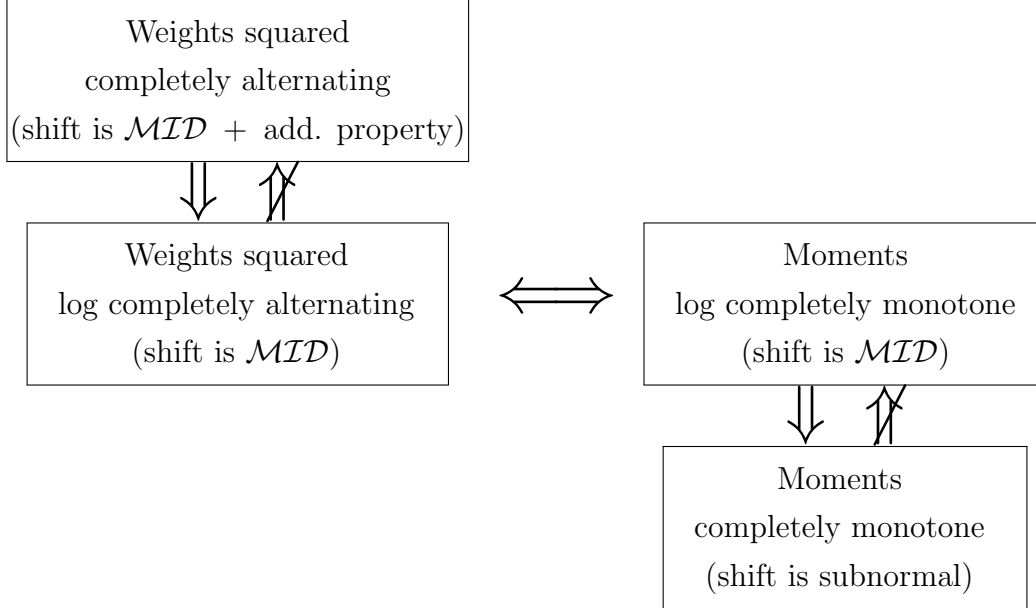 Weights squared
completely alternating
(shift is 𝓜𝓘𝓓 + add. property)
Weights squared
log completely alternating
(shift is 𝓜𝓘𝓓)
Moments
log completely monotone
(shift is 𝓜𝓘𝓓)
Moments
completely monotone
(shift is subnormal)